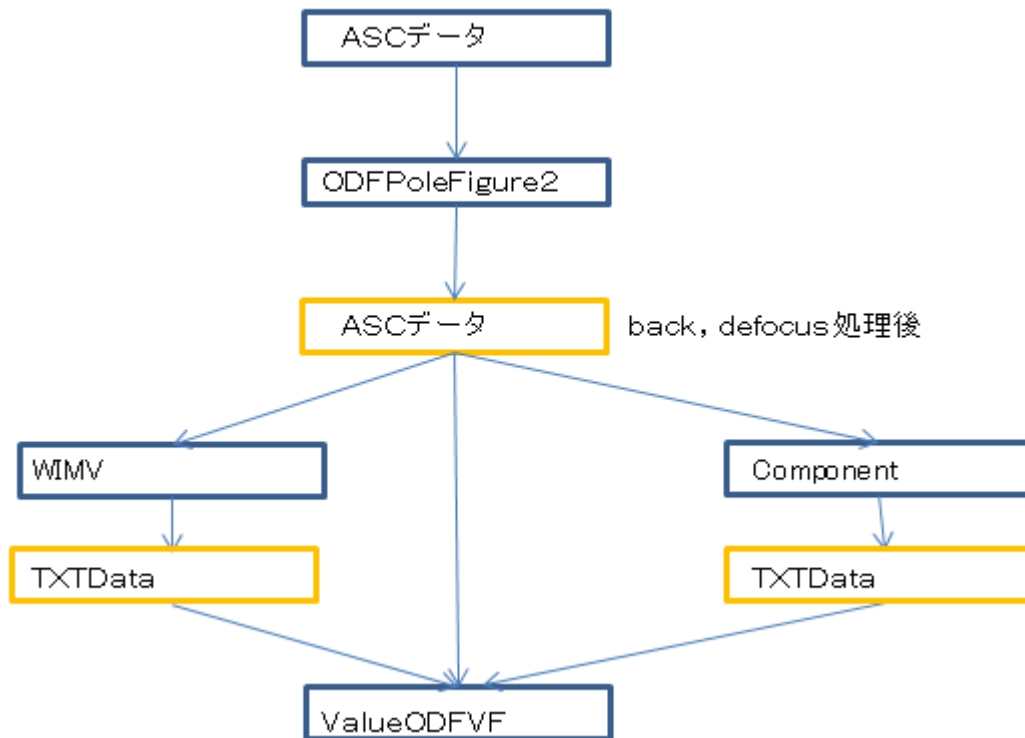 ASCデータ
ODFPoleFigure2
ASCデータ
back，defocus処理後
WIMV
Component
TXTData
TXTData
ValueODFVF